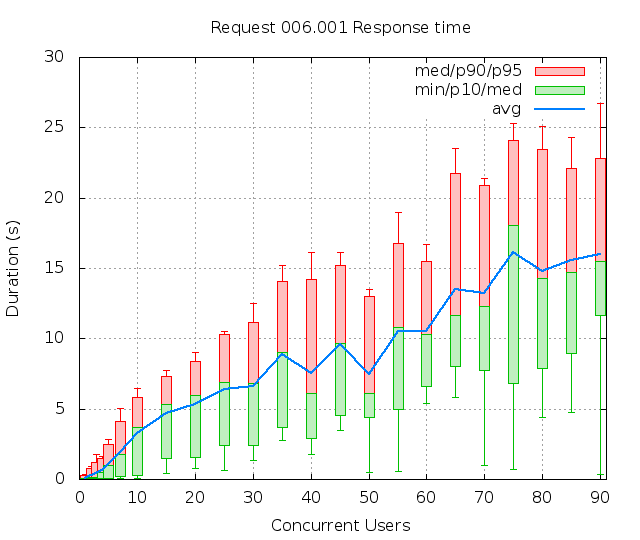 Request 006.001 Response time
30
25
20
15
10
5
0
Duration (s)
med/p90/p95
min/p10/med
avg
0 10 20 30 40 50 60 70 80 90
Concurrent Users